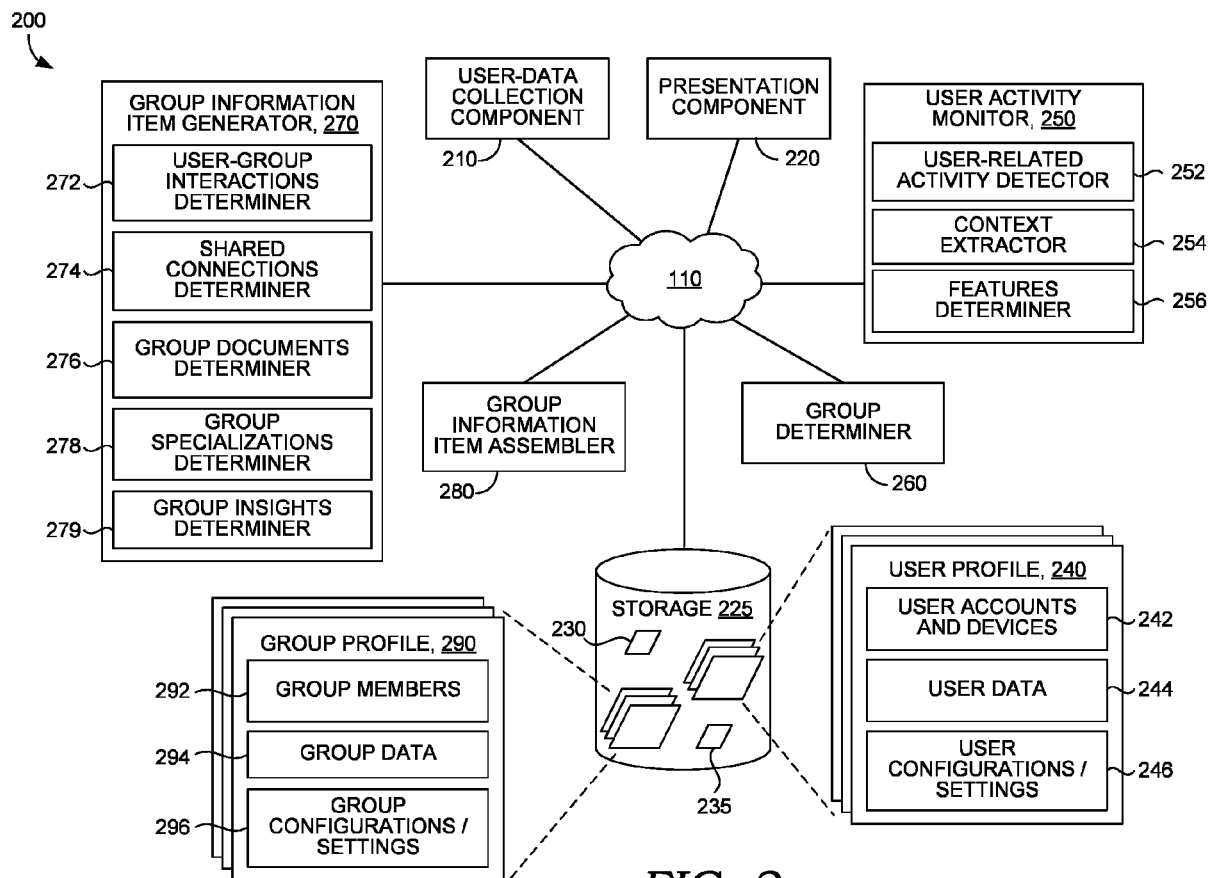 200
GROUP INFORMATION
ITEM GENERATOR, 270
272
USER-GROUP
INTERACTIONS
DETERMINER
274
SHARED
CONNECTIONS
DETERMINER
276
GROUP DOCUMENTS
DETERMINER
278
GROUP
SPECIALIZATIONS
DETERMINER
279
GROUP INSIGHTS
DETERMINER
USER-DATA
COLLECTION
COMPONENT
210
PRESENTATION
COMPONENT
220
USER ACTIVITY
MONITOR, 250
USER-RELATED
ACTIVITY DETECTOR
252
CONTEXT
EXTRACTOR
254
FEATURES
DETERMINER
256
110
GROUP
INFORMATION
ITEM ASSEMBLER
280
GROUP
DETERMINER
260
STORAGE 225
230
235
GROUP PROFILE, 290
292
GROUP MEMBERS
294
GROUP DATA
296
GROUP
CONFIGURATIONS /
SETTINGS
USER PROFILE, 240
USER ACCOUNTS
AND DEVICES
242
USER DATA
244
USER
CONFIGURATIONS /
SETTINGS
246